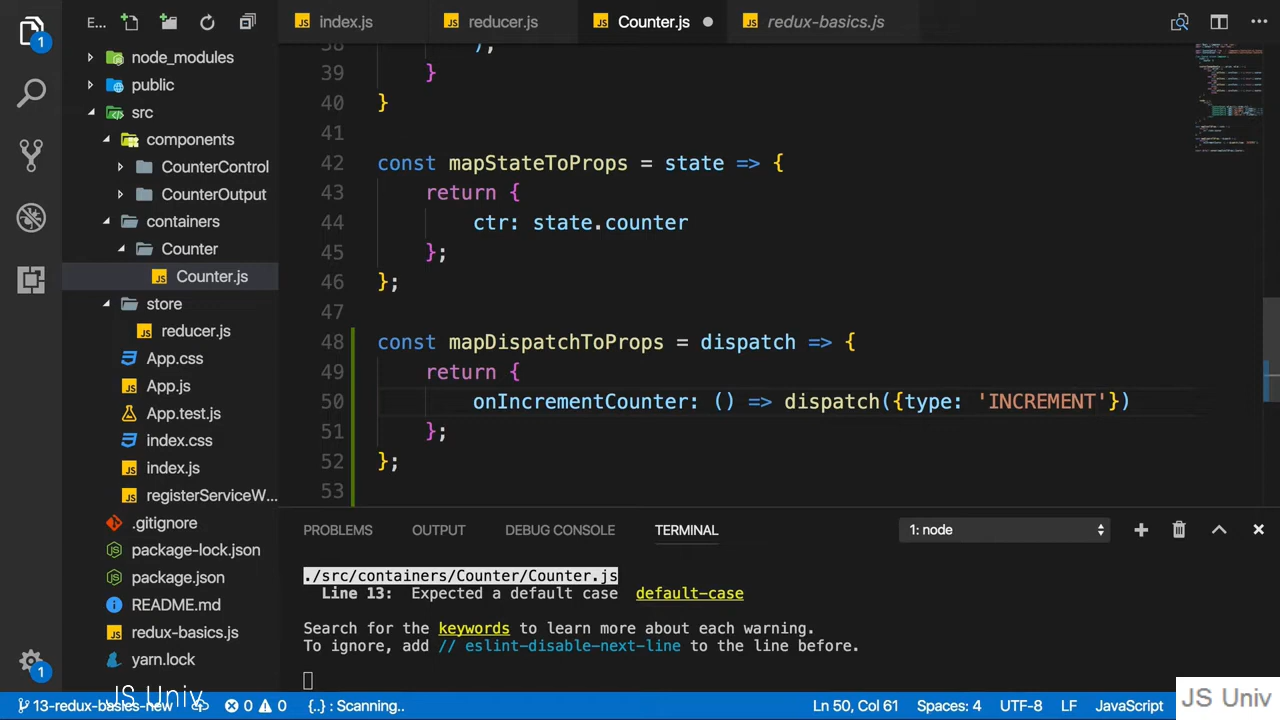 E...
index.js
reducer.js
Counter.js
redux-basics.js
1
node_modules
public
src
components
CounterControl
CounterOutput
containers
Counter
Counter.js
store
reducer.js
App.css
App.js
App.test.js
index.css
index.js
registerServiceW...
.gitignore
package-lock.json
package.json
README.md
redux-basics.js
yarn.lock
1
38 );
39 }
40 }
41
42 const mapStateToProps = state => {
43 return {
44 ctr: state.counter
45 };
46 };
47
48 const mapDispatchToProps = dispatch => {
49 return {
50 onIncrementCounter: () => dispatch({type: 'INCREMENT'})
51 };
52 };
53
PROBLEMS OUTPUT DEBUG CONSOLE TERMINAL 1: node
./src/containers/Counter/Counter.js
Line 13: Expected a default case default-case
Search for the keywords to learn more about each warning.
To ignore, add // eslint-disable-next-line to the line before.
JS Univ.
13-redux-basics-new 0 0 {..} : Scanning.. Ln 50, Col 61 Spaces: 4 UTF-8 LF JavaScript
JS Univ